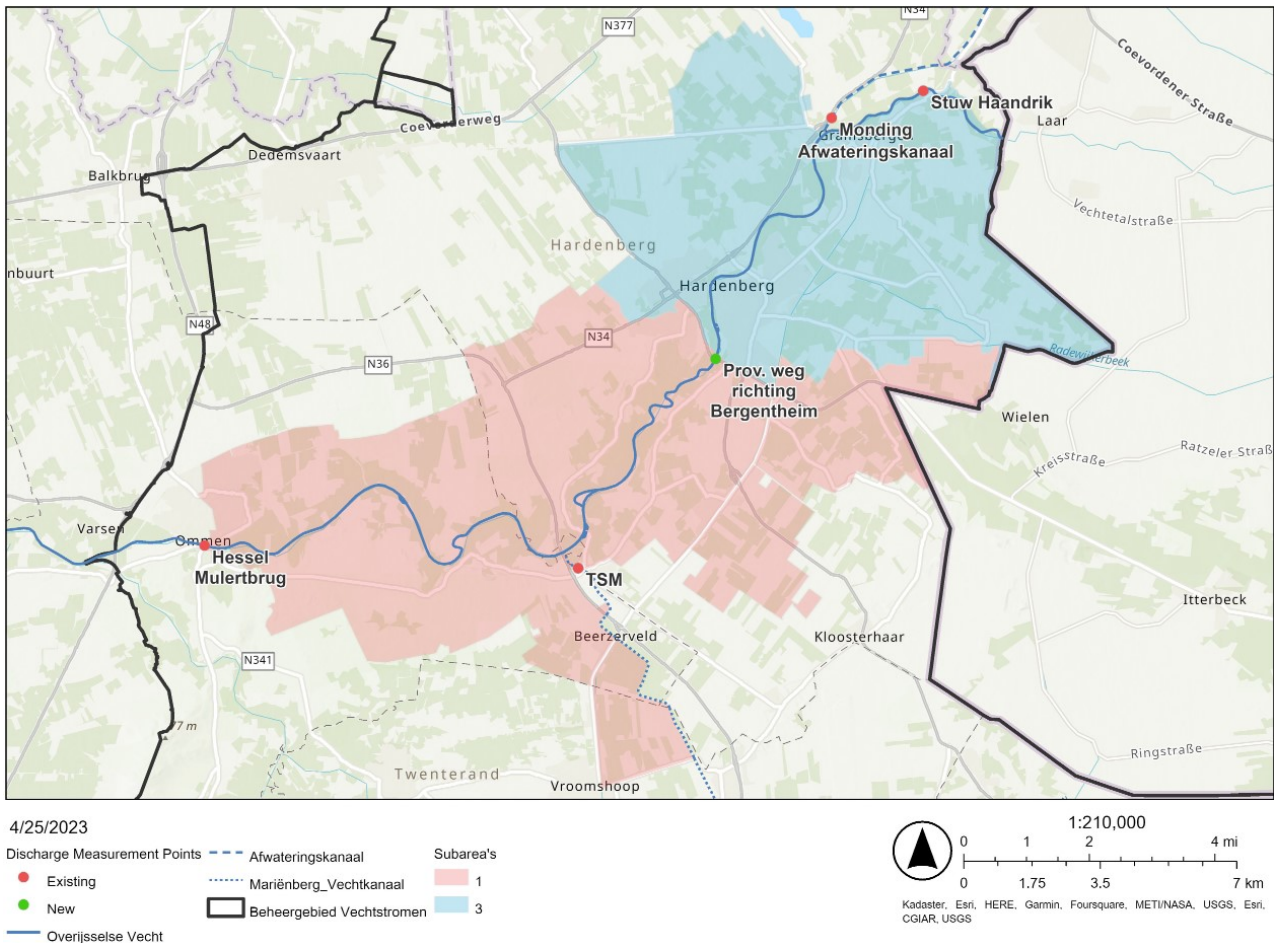 N377
N34
Coevordener Straße
Stuw Haandrik
Laar
Coevorderweg
Monding
Afwateringskanaal
Dedemsvaart
Balkbrug
Vechtetalstraße
Hardenberg
nbuurt
Hardenberg
N48
N34
N36
Radewijkerbeek
Prov. weg
richting
Bergentheim
Wielen
Kreisstraße
Ratzeler Straß
Varsen
Ommen
Hessel
Mulertbrug
TSM
Itterbeck
Beerzerveld
Kloosterhaar
N341
77 m
Ringstraße
Twenterand
Vroomshoop
4/25/2023
Discharge Measurement Points
Existing
New
Overijsselse Vecht
Afwateringskanaal
Mariënberg_Vechtkanaal
Beheergebied Vechtstromen
Subarea's
1
3
1:210,000
0 1 2 4 mi
0 1.75 3.5 7 km
Kadaster, Esri, HERE, Garmin, Foursquare, METI/NASA, USGS, Esri,
CGIAR, USGS